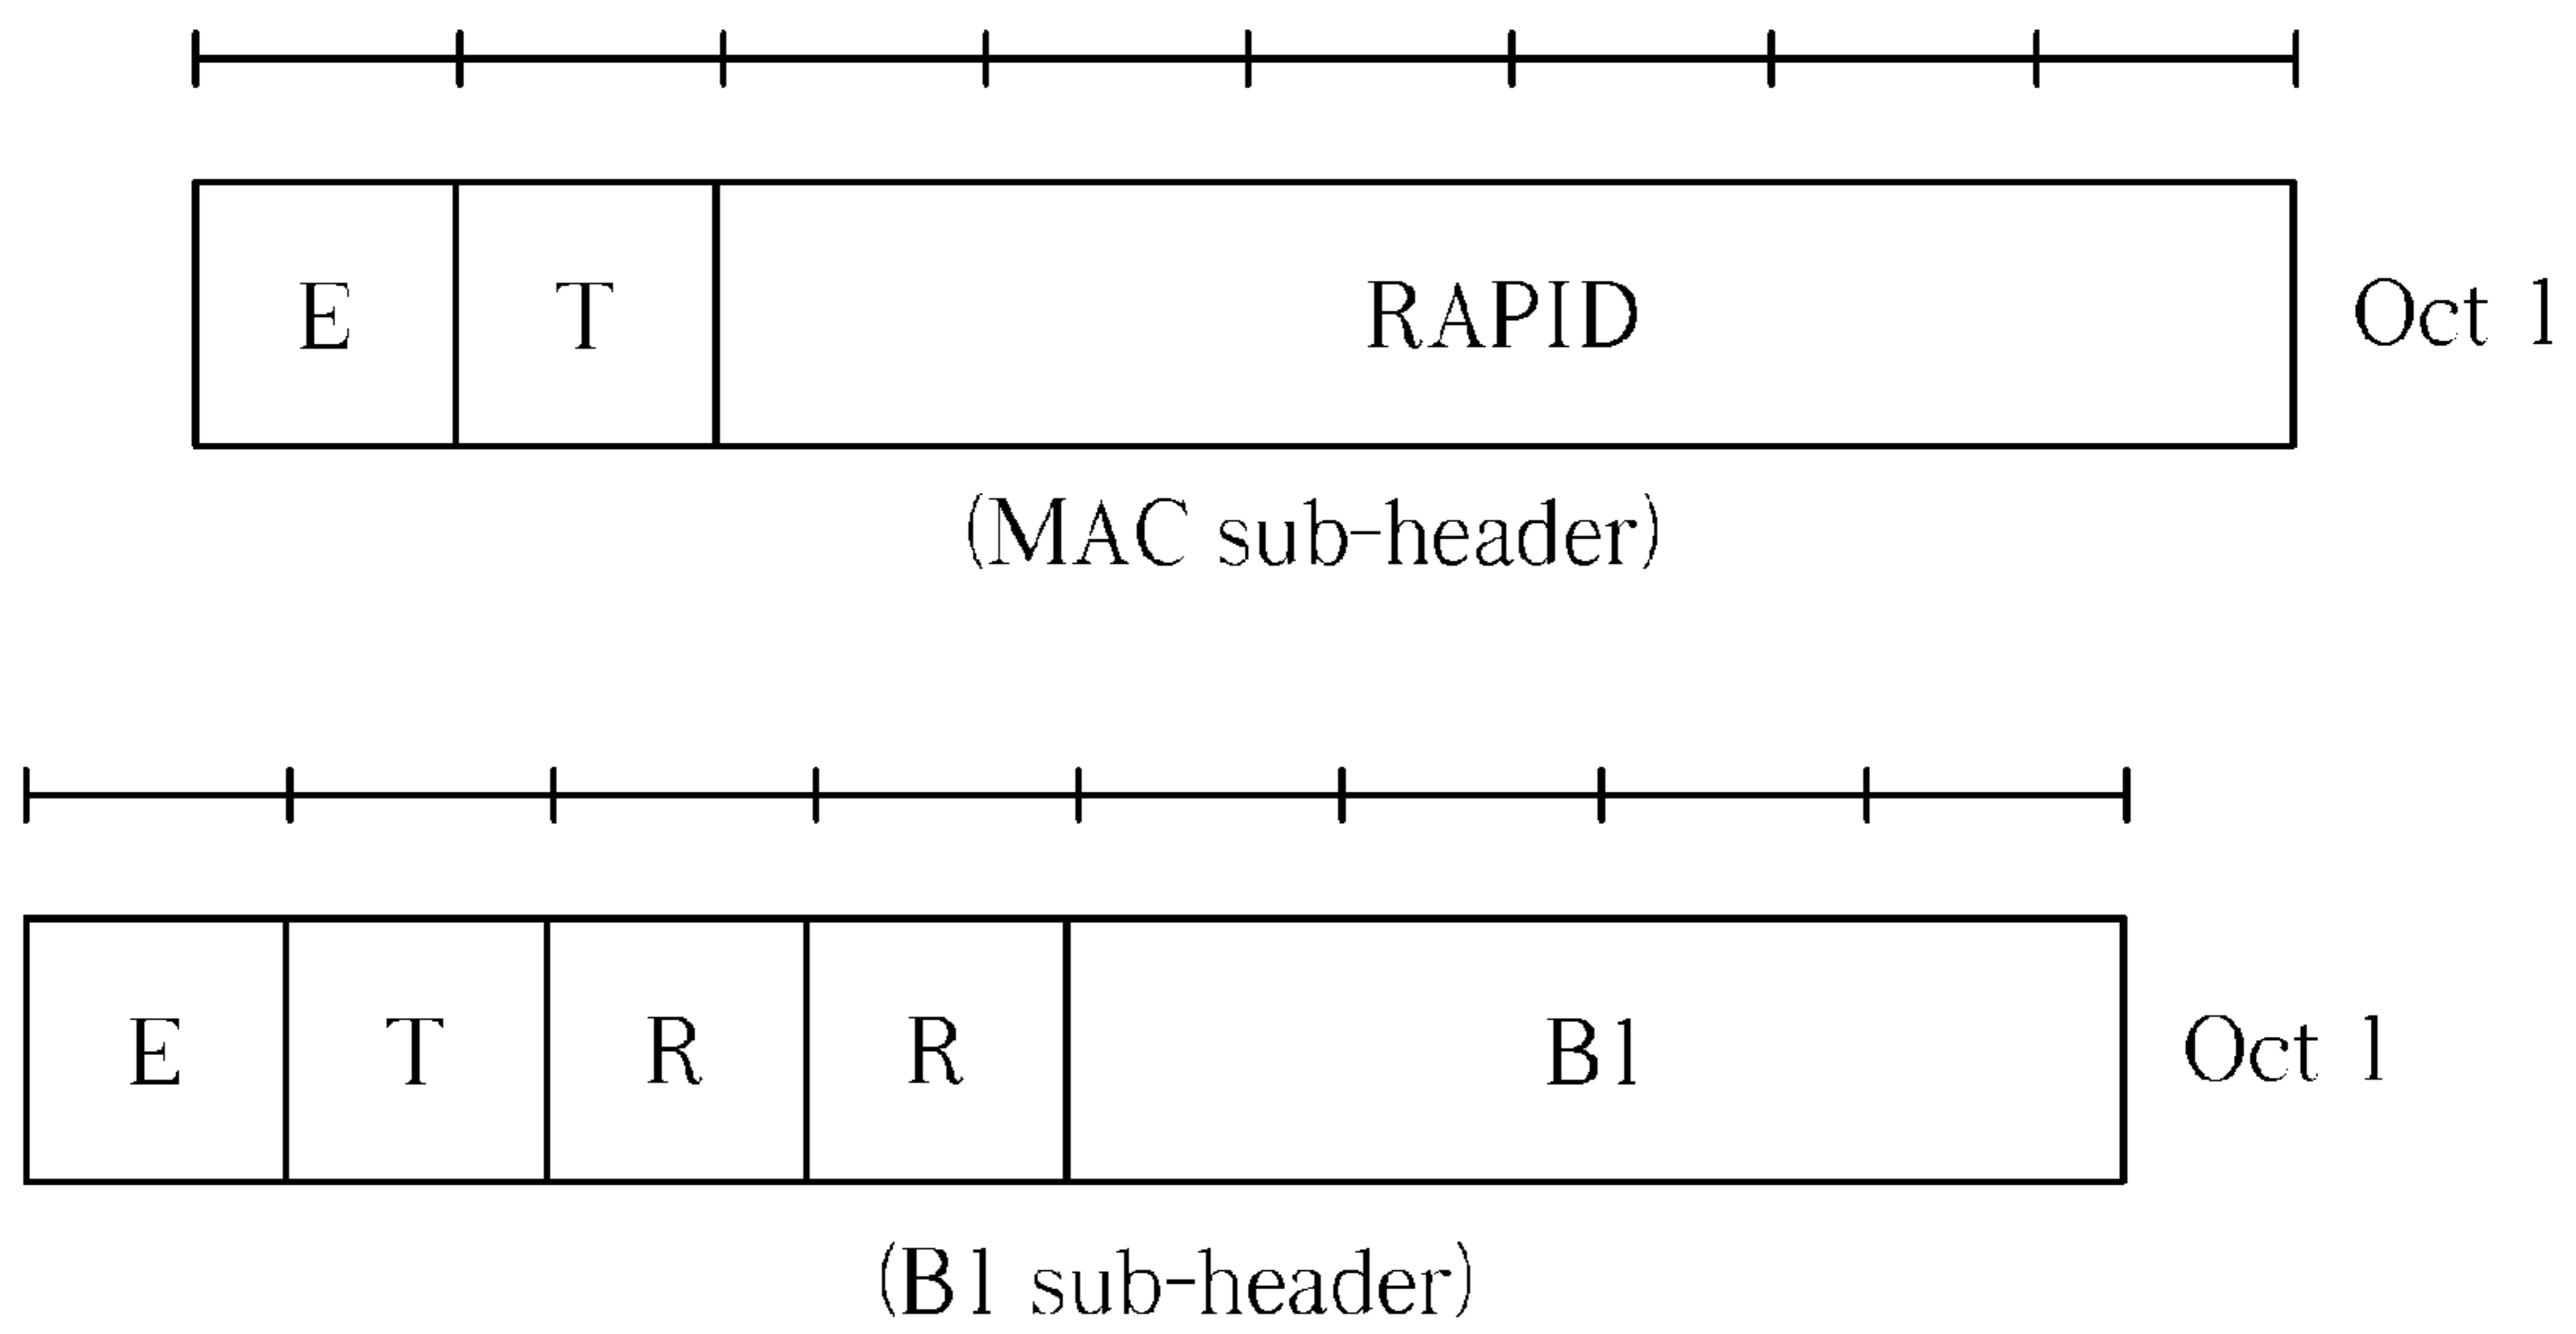 E T RAPID Oct 1
(MAC sub-header)
E T R R B1 Oct 1
(B1 sub-header)